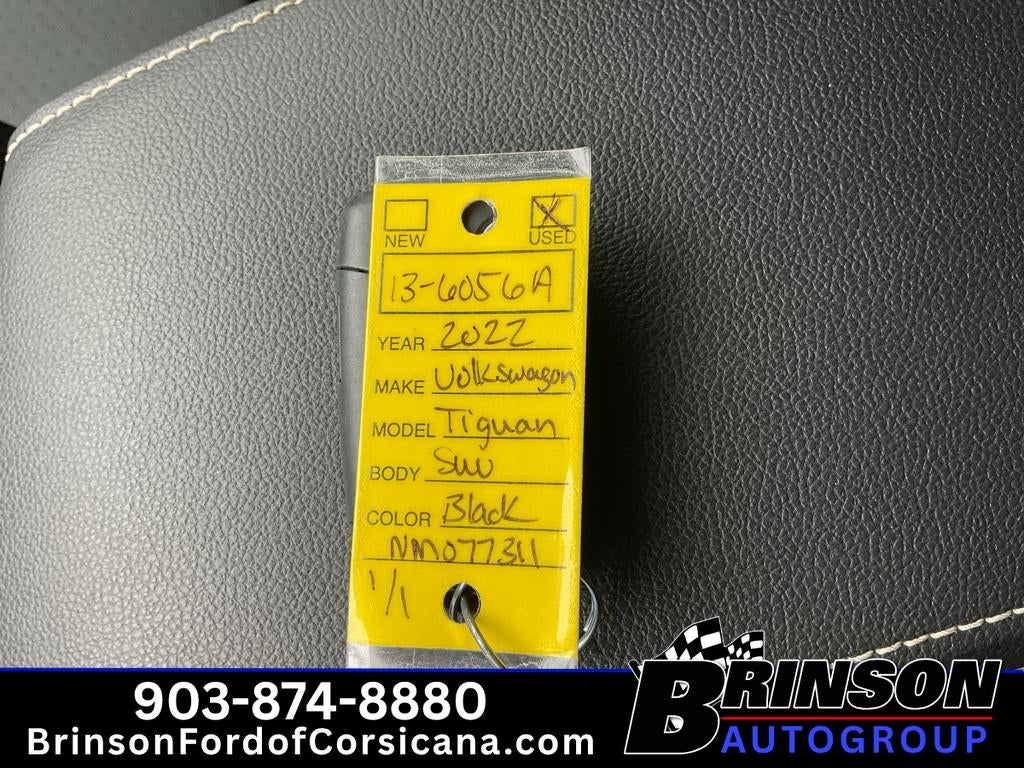 NEW
USED
13-6056A
YEAR 2022
MAKE Volkswagon
MODEL Tiguan
BODY Suv
COLOR Black
NM077311
1/1
903-874-8880
BrinsonFordofCorsicana.com
BRINSON
AUTOGROUP